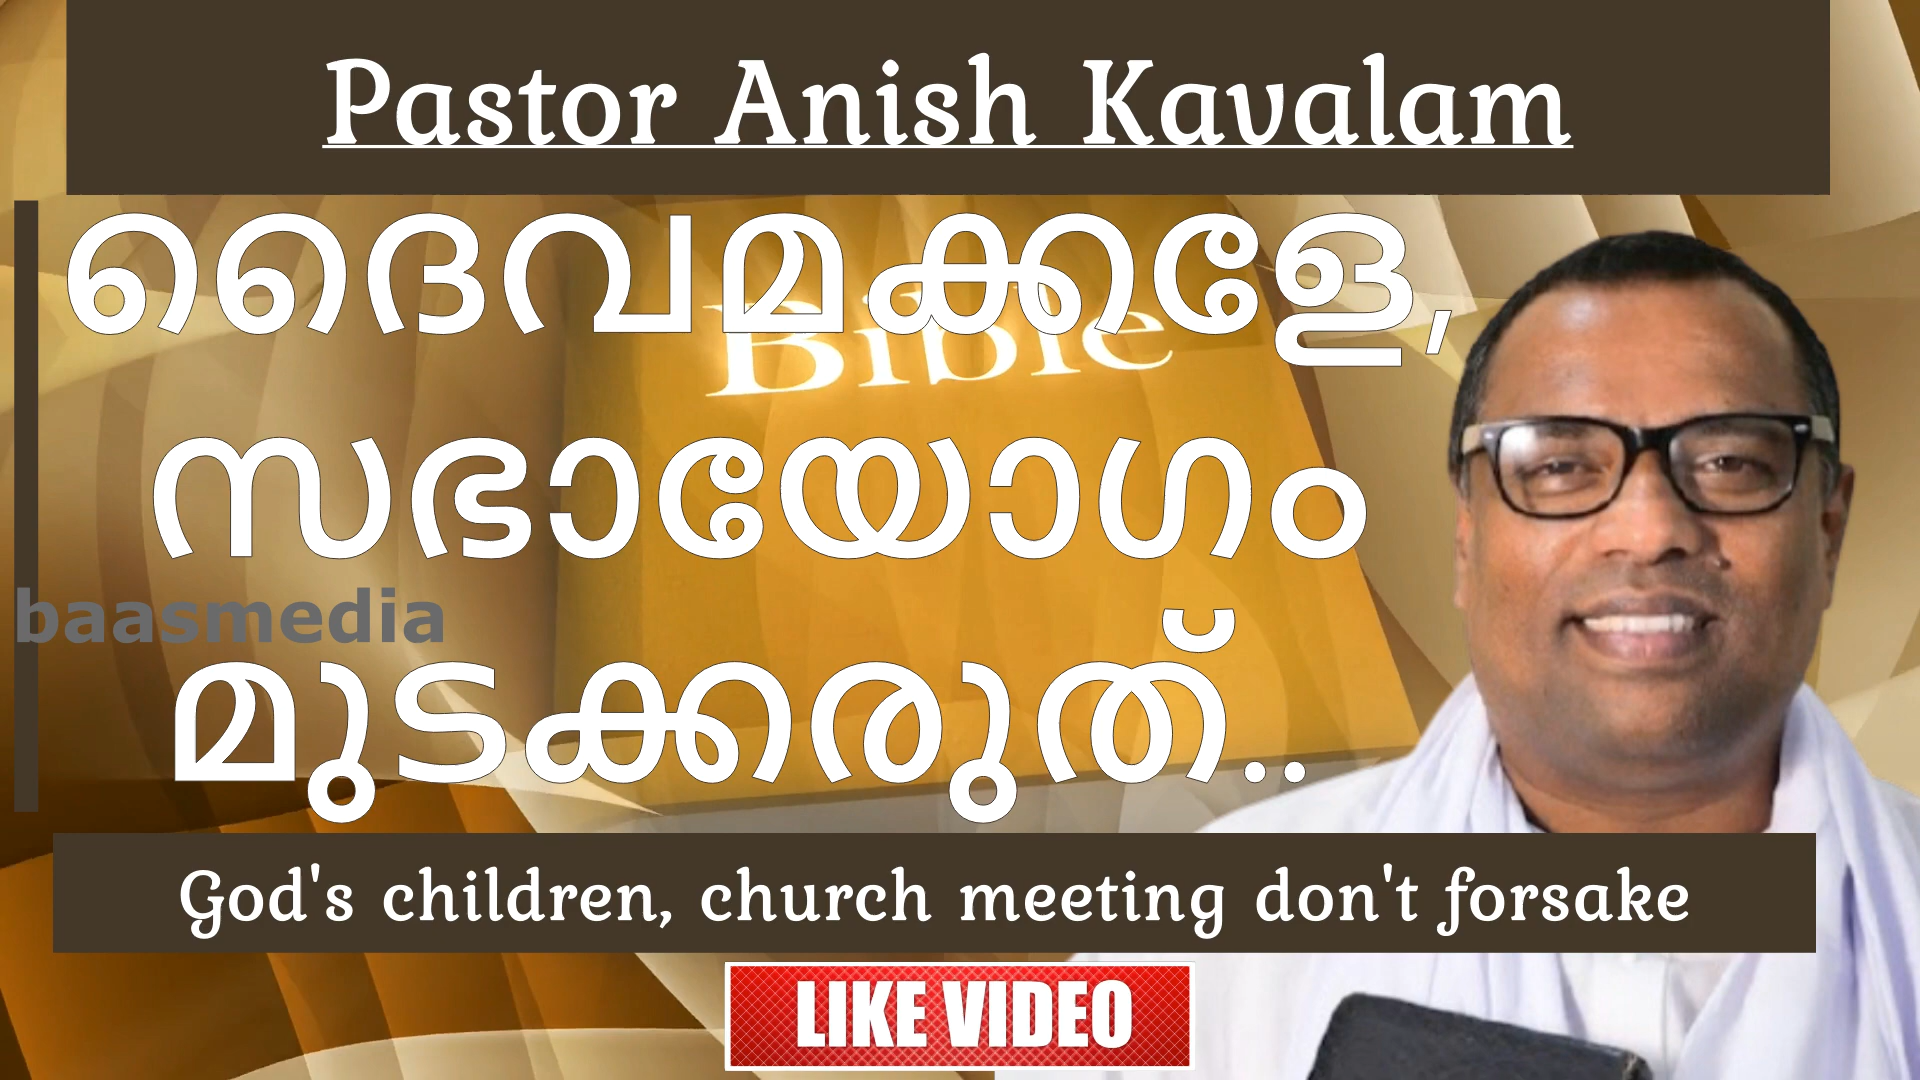 Pastor Anish Kavalam
ദൈവമക്കളേ,
Bible
സഭായോഗം
baasmedia
മുടക്കരുത്..
God's children, church meeting don't forsake
LIKE VIDEO